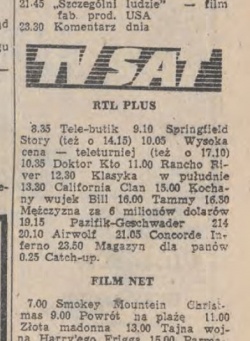 21.45 „Szczególni ludzie" — film
fab. prod. USA
23.30 Komentarz dnia
TV SAT
RTL PLUS
8.35 Tele-butik 9.10 Springfield
Story (też o 14.15) 10.05 Wysoka
cena — teleturniej (też o 17.10)
10.35 Doktor Kto 11.00 Rancho Ri-
ver 12.30 Klasyka w południe
13.30 California Clan 15.00 Kocha-
ny wujek Bill 16.00 Tammy 16.30
Mężczyzna za 6 milionów dolarów
19.15 Pazifik-Geschwader 214
20.10 Airwolf 21.05 Concorde In-
ferno 23.50 Magazyn dla panów
0.25 Catch-up.
FILM NET
7.00 Smokey Mountein Christ-
mas 9.00 Powrót na plażę 11.00
Złota madonna 13.00 Tajna woj-
na Harry'ego Frigga 15.00